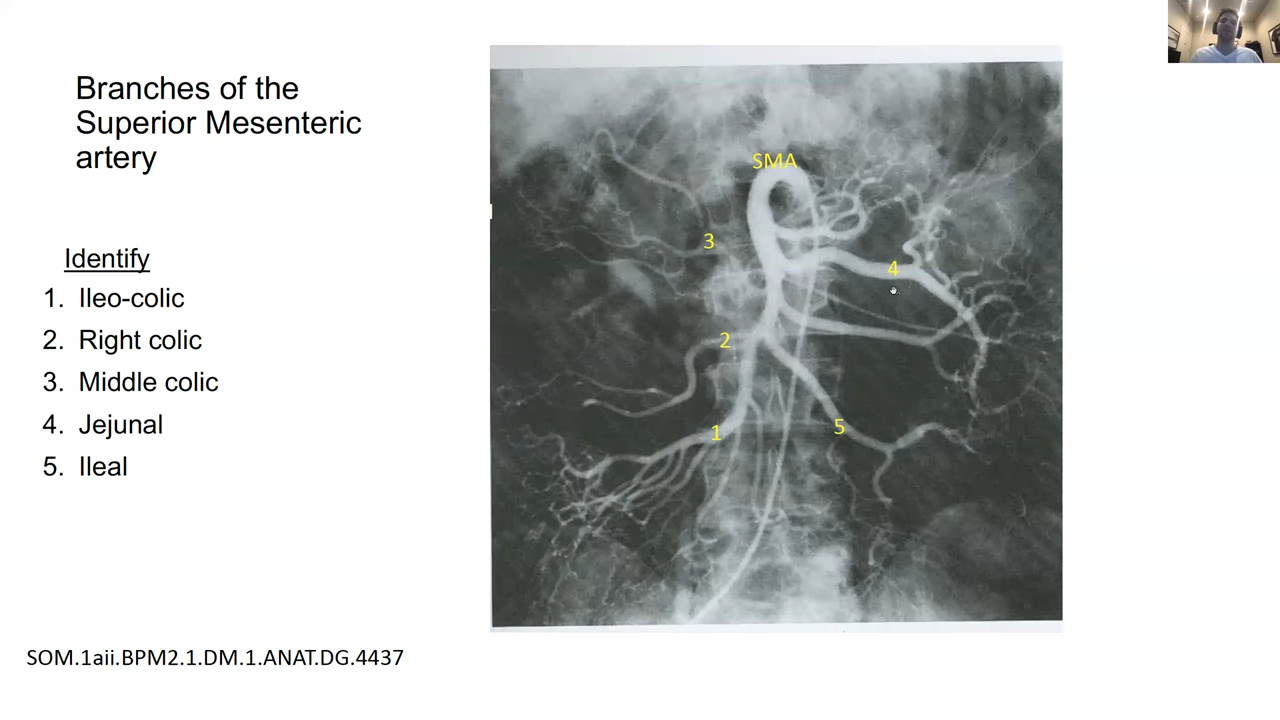 Branches of the
Superior Mesenteric
artery
Identify
1. Ileo-colic
2. Right colic
3. Middle colic
4. Jejunal
5. Ileal
SMA
3
4
2
1
5
SOM.1aii.BPM2.1.DM.1.ANAT.DG.4437